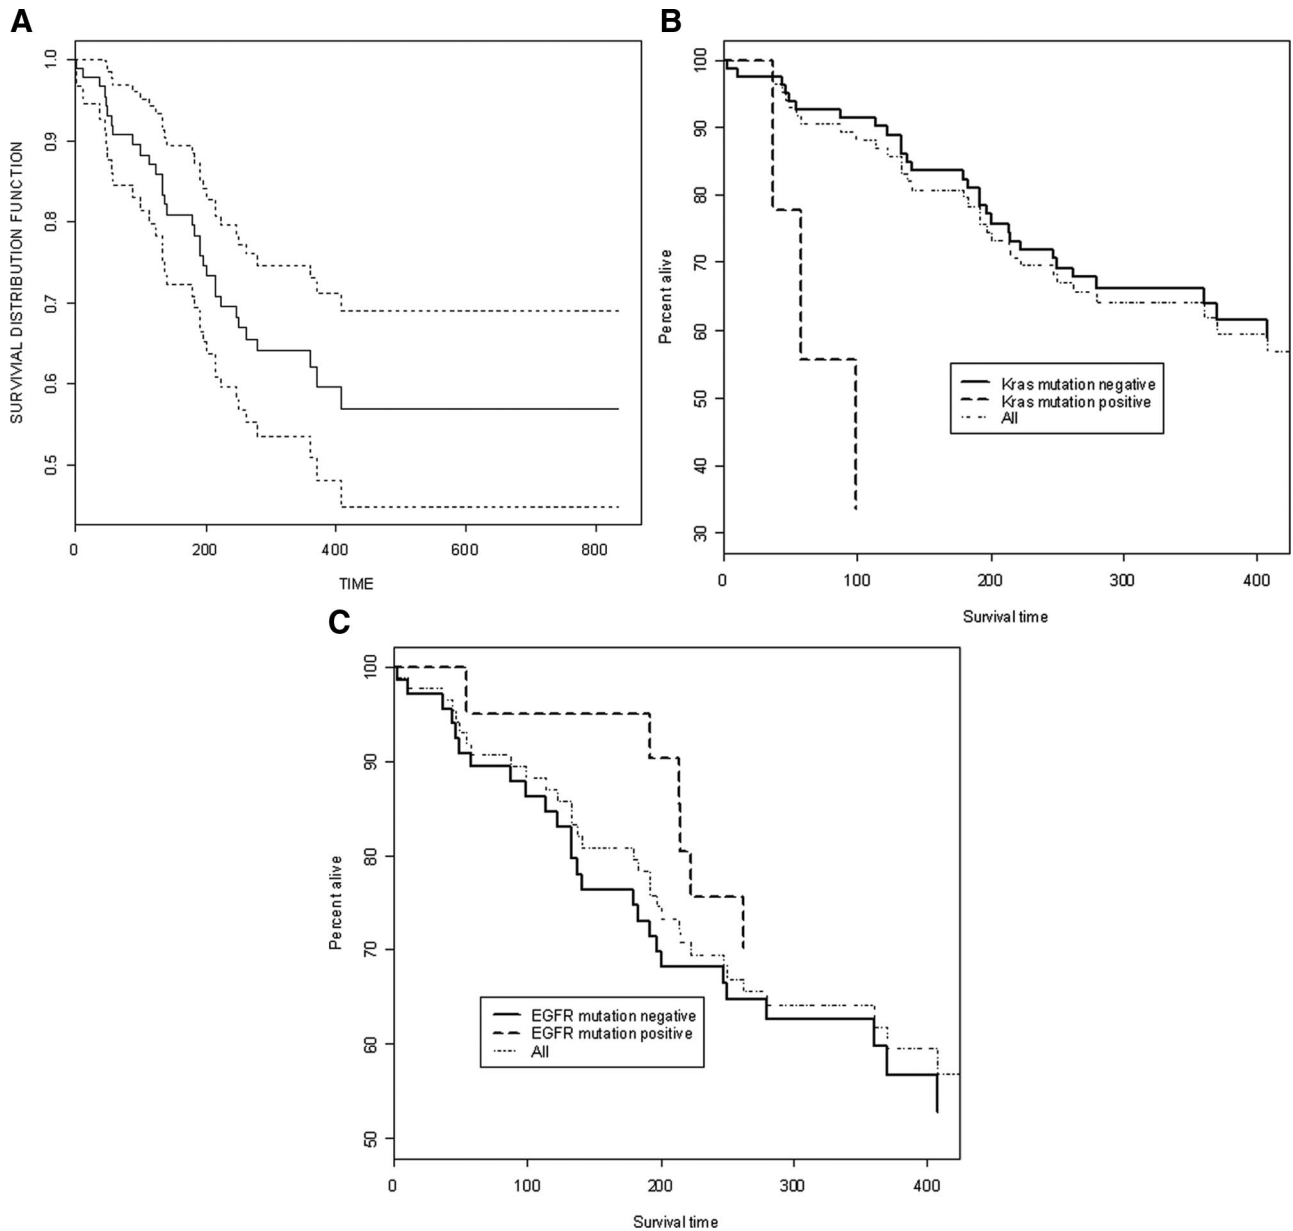 A
SURVIVIAL DISTRIBUTION FUNCTION
1.0
0.9
0.8
0.7
0.6
0.5
0 200 400 600 800
TIME
B
Percent alive
100
90
80
70
60
50
40
30
Kras mutation negative
Kras mutation positive
All
0 100 200 300 400
Survival time
C
Percent alive
100
90
80
70
60
50
EGFR mutation negative
EGFR mutation positive
All
0 100 200 300 400
Survival time